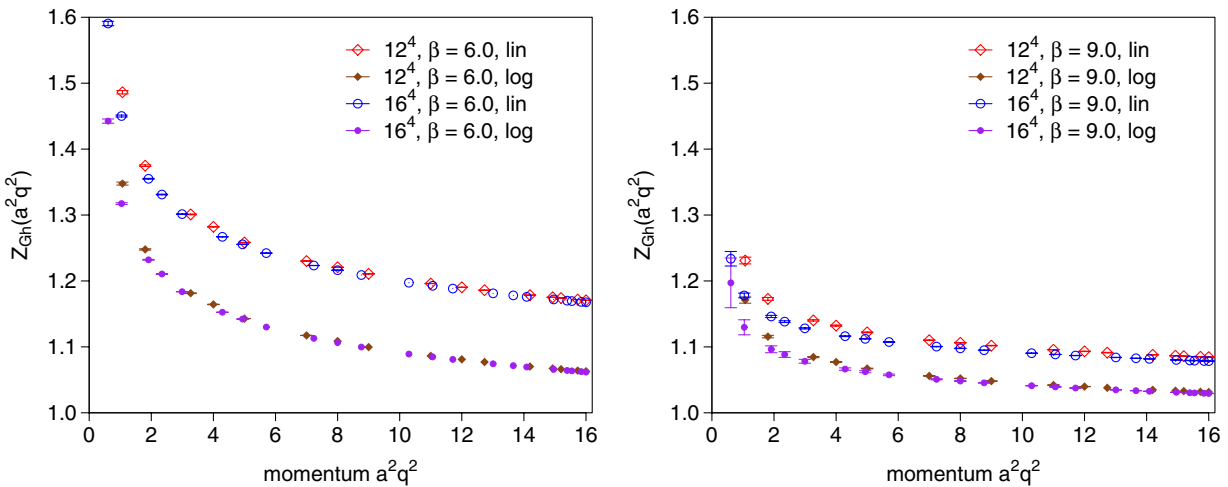 1.6
1.5
1.4
1.3
1.2
1.1
1.0
Z_Gh(a²q²)
0 2 4 6 8 10 12 14 16
momentum a²q²
12⁴, β = 6.0, lin
12⁴, β = 6.0, log
16⁴, β = 6.0, lin
16⁴, β = 6.0, log
1.6
1.5
1.4
1.3
1.2
1.1
1.0
Z_Gh(a²q²)
0 2 4 6 8 10 12 14 16
momentum a²q²
12⁴, β = 9.0, lin
12⁴, β = 9.0, log
16⁴, β = 9.0, lin
16⁴, β = 9.0, log